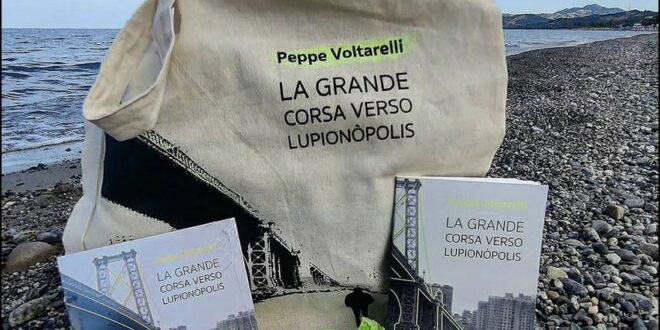 Peppe Voltarelli
LA GRANDE
CORSA VERSO
LUPIONÒPOLIS
Peppe Voltarelli
LA GRANDE
CORSA VERSO
LUPIONÒPOLIS
Peppe Voltarelli
LA GRANDE
CORSA VERSO
LUPIONÒPOLIS